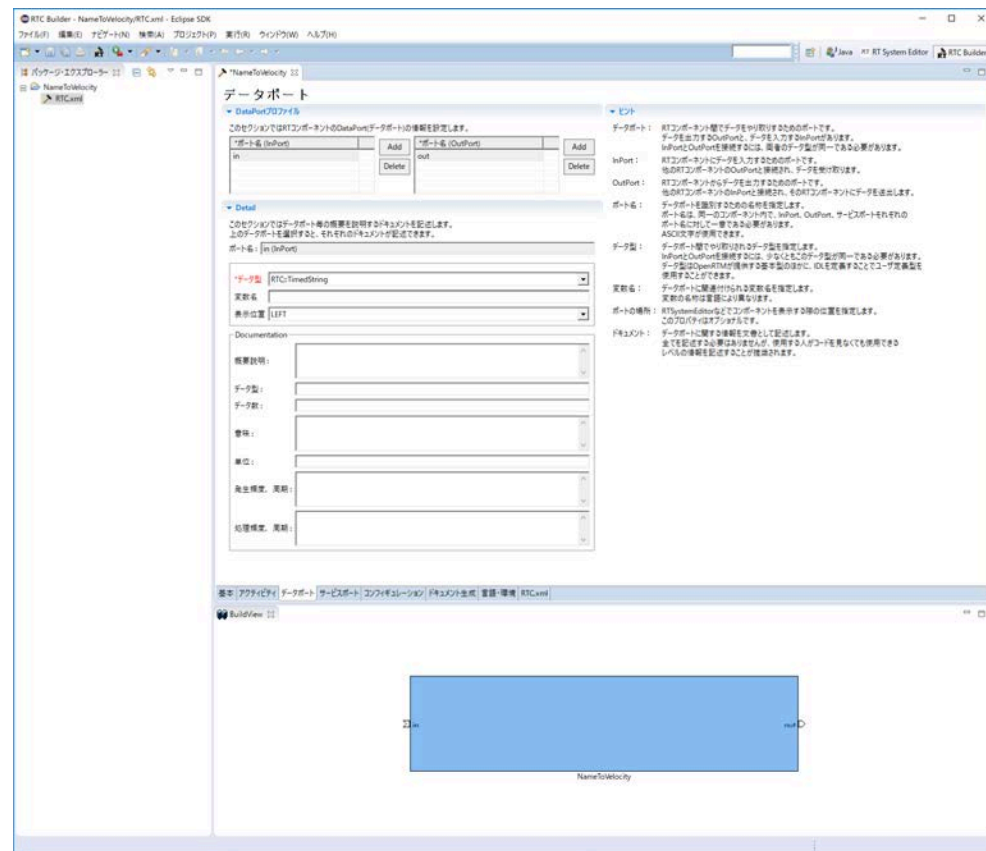 RTC Builder - NameToVelocity/RTC.xml - Eclipse SDK
ファイル(F) 編集(E) ナビゲート(N) 検索(A) プロジェクト(P) 実行(R) ウィンドウ(W) ヘルプ(H)
Java RT System Editor RTC Builder
パッケージ・エクスプローラー
NameToVelocity
RTC.xml
*NameToVelocity
データポート
DataPortプロファイル
このセクションではRTコンポーネントのDataPort(データポート)の情報を設定します。
*ポート名 (InPort)
in
Add
Delete
*ポート名 (OutPort)
out
Add
Delete
Detail
このセクションではデータポート毎の概要を説明するドキュメントを記述します。
上のデータポートを選択すると、それぞれのドキュメントが記述できます。
ポート名: in (InPort)
*データ型 RTC::TimedString
変数名
表示位置 LEFT
Documentation
概要説明:
データ型:
データ数:
意味:
単位:
発生頻度、周期:
処理頻度、周期:
ヒント
データポート: RTコンポーネント間でデータをやり取りするためのポートです。
データを出力するOutPortと、データを入力するInPortがあります。
InPortとOutPortを接続するには、両者のデータ型が同一である必要があります。
InPort: RTコンポーネントにデータを入力するためのポートです。
他のRTコンポーネントのOutPortと接続され、データを受け取ります。
OutPort: RTコンポーネントからデータを出力するためのポートです。
他のRTコンポーネントのInPortと接続され、そのRTコンポーネントにデータを送出します。
ポート名: データポートを識別するための名称を指定します。
ポート名は、同一のコンポーネント内で、InPort, OutPort, サービスポートそれぞれの
ポート名に対して一意である必要があります。
ASCII文字が使用できます。
データ型: データポート間でやり取りされるデータ型を指定します。
InPortとOutPortを接続するには、少なくともこのデータ型が同一である必要があります。
データ型はOpenRTMが提供する基本型のほかに、IDLを定義することでユーザ定義型を
使用することができます。
変数名: データポートに関連付けられる変数名を指定します。
変数の名称は言語により異なります。
ポートの場所: RTSystemEditorなどでコンポーネントを表示する際の位置を指定します。
このプロパティはオプショナルです。
ドキュメント: データポートに関する情報を文章として記述します。
全てを記述する必要はありませんが、使用する人がコードを見なくても使用できる
レベルの情報を記述することが推奨されます。
基本 アクティビティ データポート サービスポート コンフィギュレーション ドキュメント生成 言語・環境 RTC.xml
BuildView
in
out
NameToVelocity